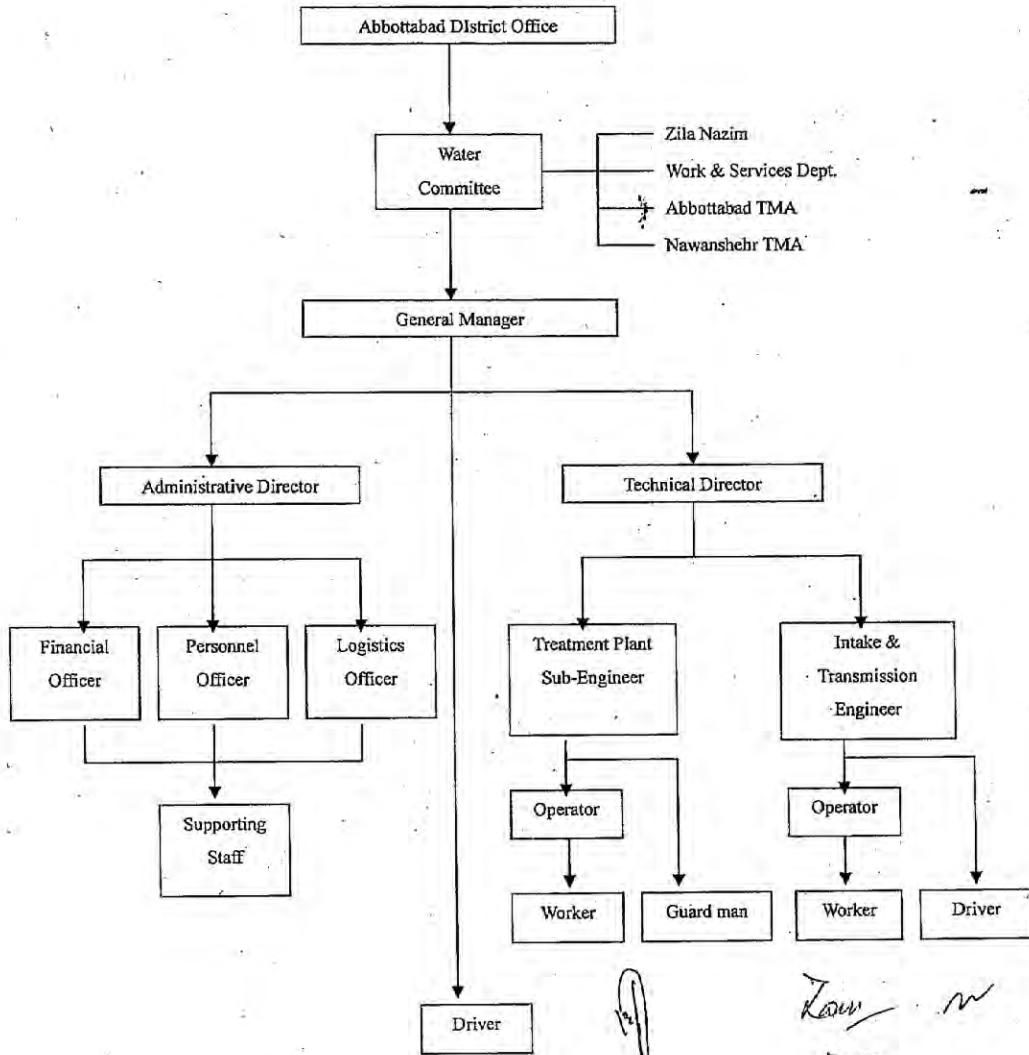 Abbottabad DIstrict Office
Water
Committee
Zila Nazim
Work & Services Dept.
Abbottabad TMA
Nawanshehr TMA
General Manager
Administrative Director
Technical Director
Financial
Officer
Personnel
Officer
Logistics
Officer
Treatment Plant
Sub-Engineer
Intake &
Transmission
Engineer
Supporting
Staff
Operator
Operator
Worker
Guard man
Worker
Driver
Driver